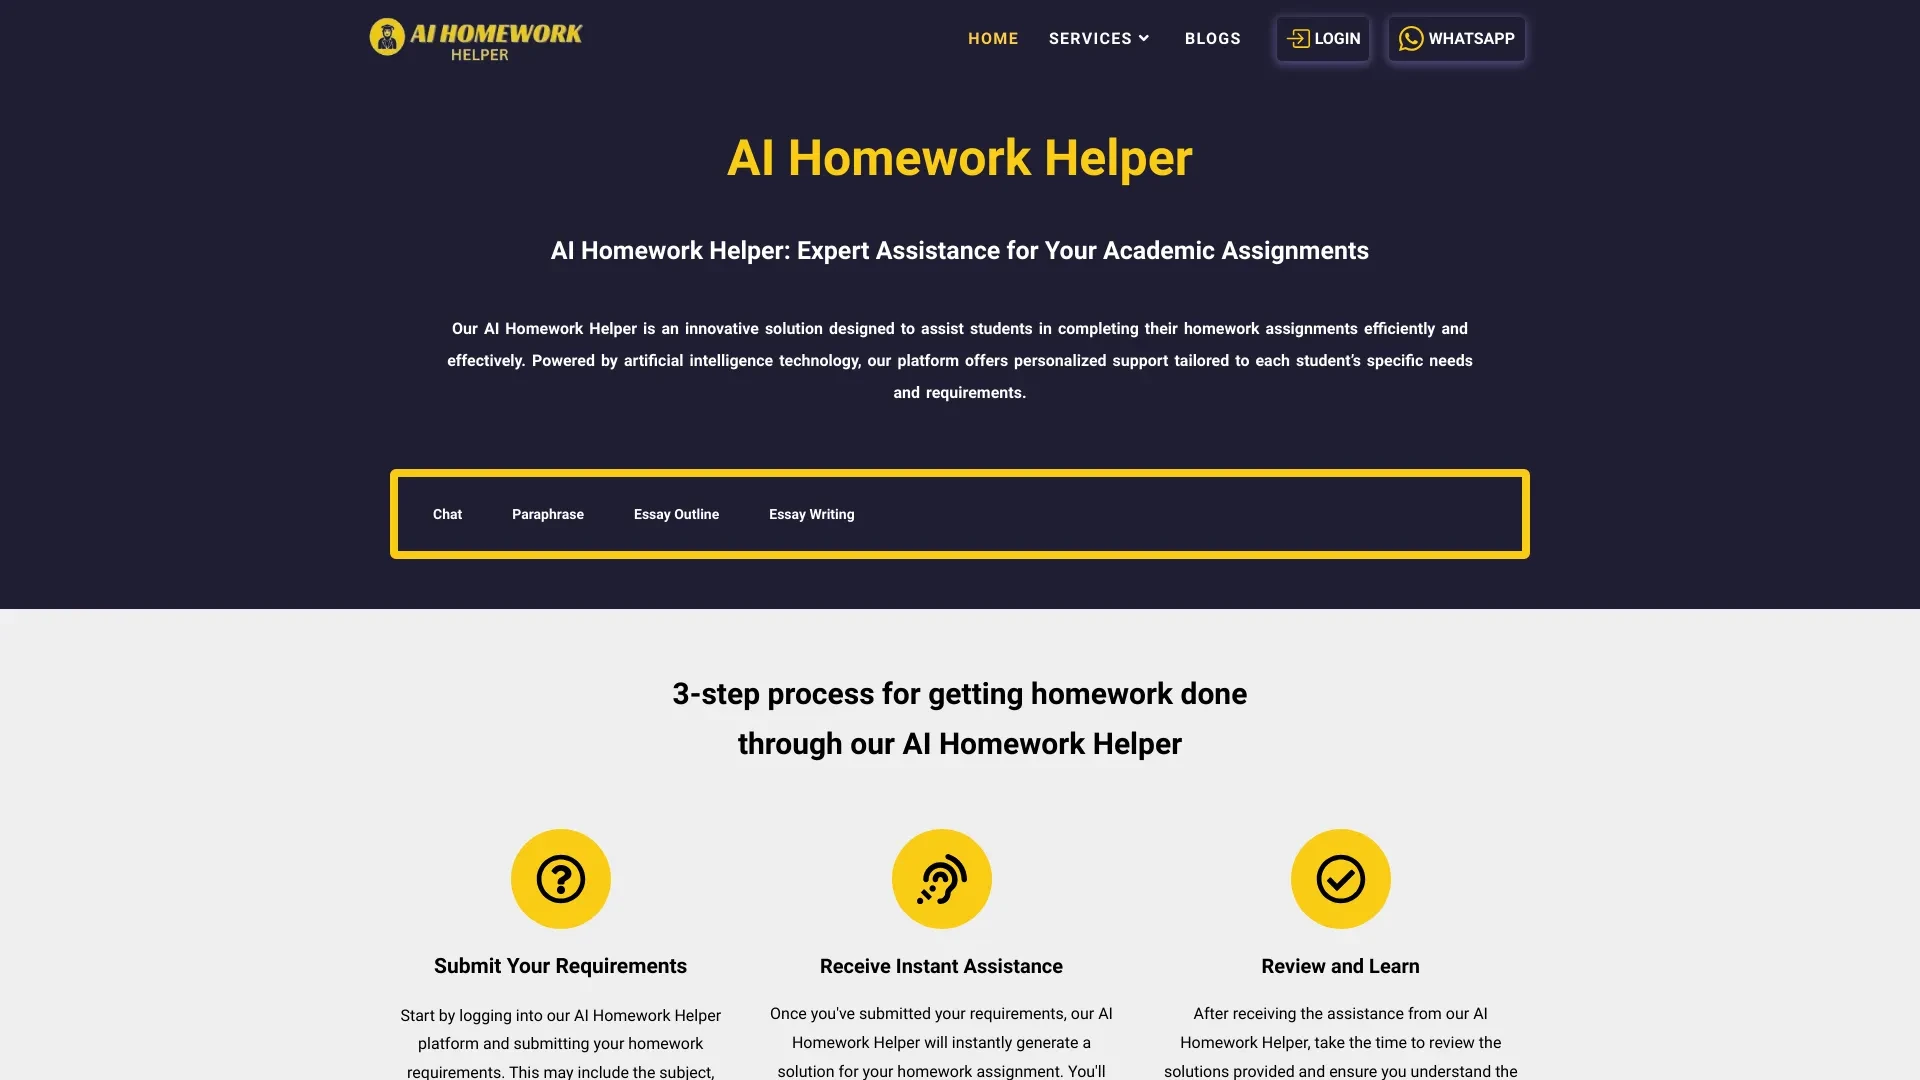 AI HOMEWORK
HELPER
HOME
SERVICES
BLOGS
LOGIN
WHATSAPP
AI Homework Helper
AI Homework Helper: Expert Assistance for Your Academic Assignments
Our AI Homework Helper is an innovative solution designed to assist students in completing their homework assignments efficiently and
effectively. Powered by artificial intelligence technology, our platform offers personalized support tailored to each student’s specific needs
and requirements.
Chat
Paraphrase
Essay Outline
Essay Writing
3-step process for getting homework done
through our AI Homework Helper
Submit Your Requirements
Start by logging into our AI Homework Helper
platform and submitting your homework
requirements. This may include the subject,
Receive Instant Assistance
Once you've submitted your requirements, our AI
Homework Helper will instantly generate a
solution for your homework assignment. You'll
Review and Learn
After receiving the assistance from our AI
Homework Helper, take the time to review the
solutions provided and ensure you understand the